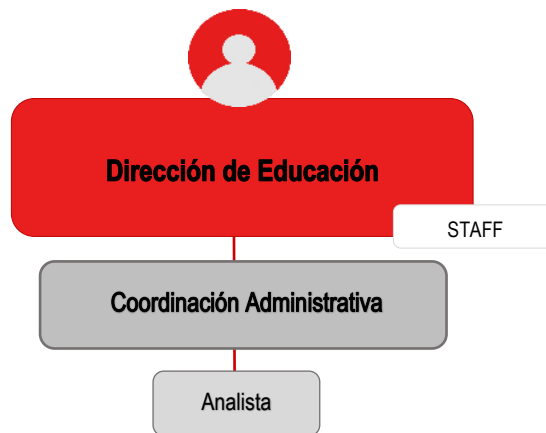 Dirección de Educación
STAFF
Coordinación Administrativa
Analista